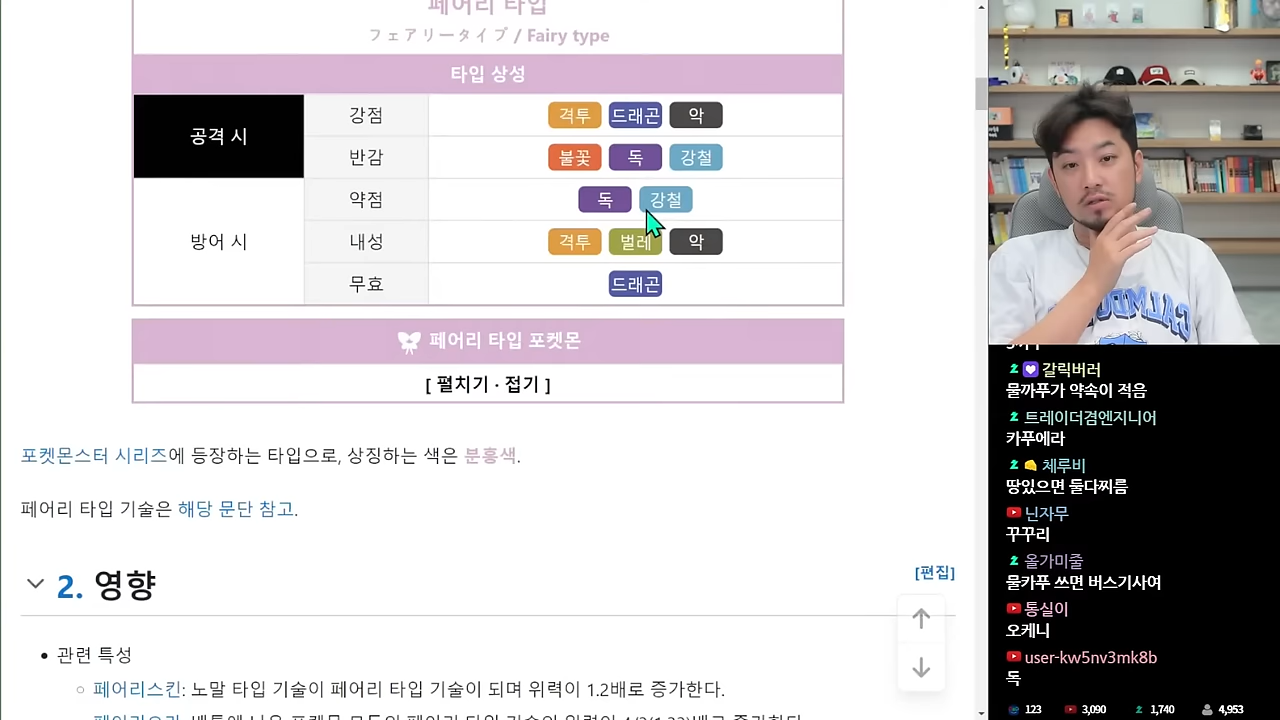 페어리 타입
フェアリータイプ / Fairy type
타입 상성
공격 시
강점
격투 드래곤 악
반감
불꽃 독 강철
방어 시
약점
독 강철
내성
격투 벌레 악
무효
드래곤
페어리 타입 포켓몬
[ 펼치기 · 접기 ]
포켓몬스터 시리즈에 등장하는 타입으로, 상징하는 색은 분홍색.
페어리 타입 기술은 해당 문단 참고.
2. 영향
[편집]
관련 특성
페어리스킨: 노말 타입 기술이 페어리 타입 기술이 되며 위력이 1.2배로 증가한다.
갈릭버러
물까푸가 약속이 적음
트레이더겸엔지니어
카푸에라
체루비
땅있으면 둘다찌름
닌자무
꾸꾸리
올가미줄
물카푸 쓰면 버스기사여
통실이
오케니
user-kw5nv3mk8b
독
123 3,090 1,740 4,953